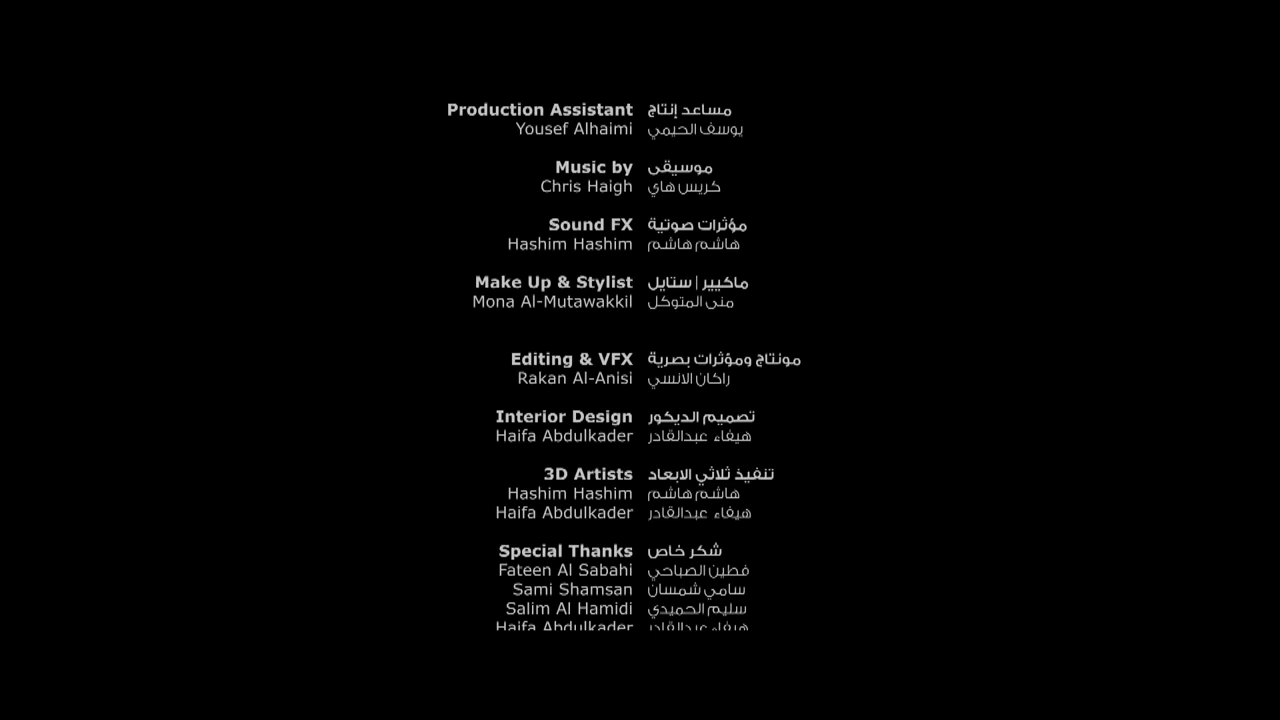 Production Assistant مساعد إنتاج
Yousef Alhaimi يوسف الحيمي
Music by موسيقى
Chris Haigh كريس هاي
Sound FX مؤثرات صوتية
Hashim Hashim هاشم هاشم
Make Up & Stylist ماكيير | ستايل
Mona Al-Mutawakkil منى المتوكل
Editing & VFX مونتاج ومؤثرات بصرية
Rakan Al-Anisi راكان الانسي
Interior Design تصميم الديكور
Haifa Abdulkader هيفاء عبدالقادر
3D Artists تنفيذ ثلاثي الابعاد
Hashim Hashim هاشم هاشم
Haifa Abdulkader هيفاء عبدالقادر
Special Thanks شكر خاص
Fateen Al Sabahi فطين الصباحي
Sami Shamsan سامي شمسان
Salim Al Hamidi سليم الحميدي
Haifa Abdulkader هيفاء عبدالقادر